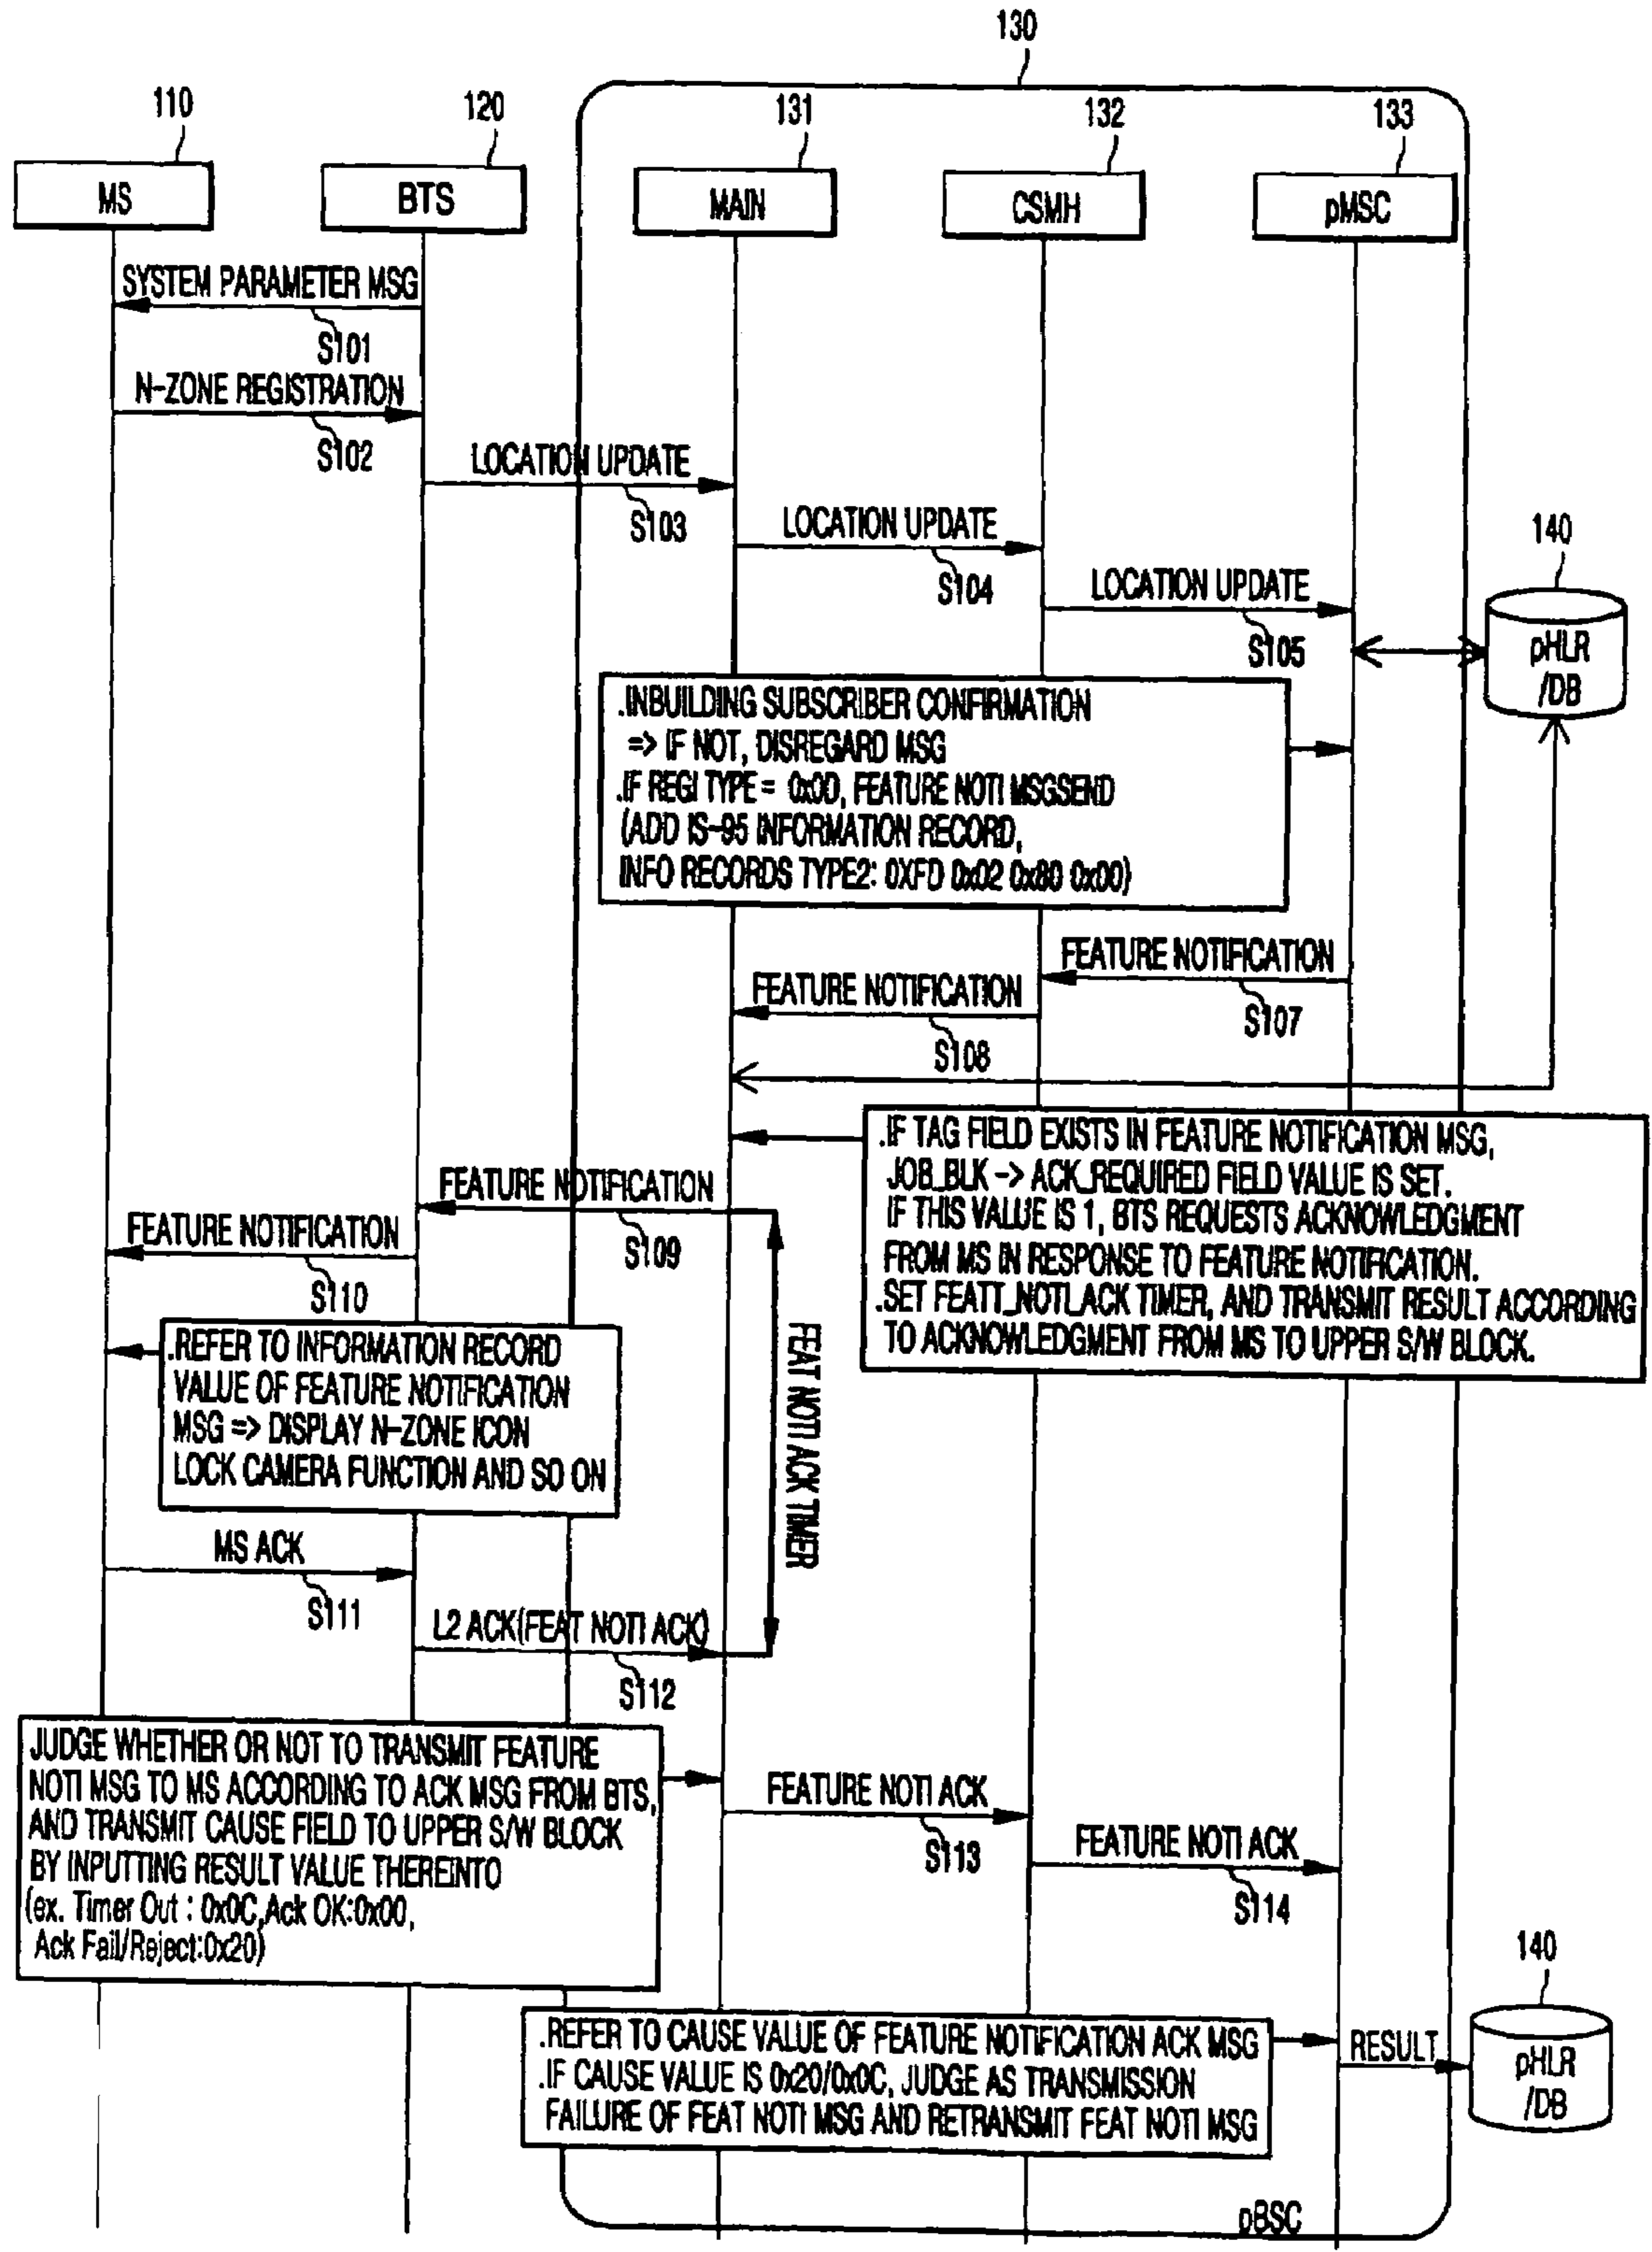 130
110
120
131
132
133
MS
BTS
MAIN
CSMH
pMSC
SYSTEM PARAMETER MSG
S101
N-ZONE REGISTRATION
S102
LOCATION UPDATE
S103
LOCATION UPDATE
S104
LOCATION UPDATE
S105
140
pHLR
/DB
.INBUILDING SUBSCRIBER CONFIRMATION
=> IF NOT, DISREGARD MSG
.IF REGI TYPE = 0x0D, FEATURE NOTI MSGSEND
(ADD IS-95 INFORMATION RECORD,
INFO RECORDS TYPE2: 0XFD 0x02 0x80 0x00)
FEATURE NOTIFICATION
S107
FEATURE NOTIFICATION
S108
.IF TAG FIELD EXISTS IN FEATURE NOTIFICATION MSG,
JOB_BLK -> ACK_REQUIRED FIELD VALUE IS SET.
IF THIS VALUE IS 1, BTS REQUESTS ACKNOWLEDGMENT
FROM MS IN RESPONSE TO FEATURE NOTIFICATION.
.SET FEATT_NOTI_ACK TIMER, AND TRANSMIT RESULT ACCORDING
TO ACKNOWLEDGMENT FROM MS TO UPPER S/W BLOCK.
FEATURE NOTIFICATION
S109
FEATURE NOTIFICATION
S110
FEAT NOTI ACK TIMER
.REFER TO INFORMATION RECORD
VALUE OF FEATURE NOTIFICATION
MSG => DISPLAY N-ZONE ICON
LOCK CAMERA FUNCTION AND SO ON
MS ACK
S111
L2 ACK(FEAT NOTI ACK)
S112
JUDGE WHETHER OR NOT TO TRANSMIT FEATURE
NOTI MSG TO MS ACCORDING TO ACK MSG FROM BTS,
AND TRANSMIT CAUSE FIELD TO UPPER S/W BLOCK
BY INPUTTING RESULT VALUE THEREINTO
(ex. Timer Out : 0x0C,Ack OK:0x00,
Ack Fail/Reject:0x20)
FEATURE NOTI ACK
S113
FEATURE NOTI ACK
S114
140
.REFER TO CAUSE VALUE OF FEATURE NOTIFICATION ACK MSG
.IF CAUSE VALUE IS 0x20/0x0C, JUDGE AS TRANSMISSION
FAILURE OF FEAT NOTI MSG AND RETRANSMIT FEAT NOTI MSG
RESULT
pHLR
/DB
pBSC